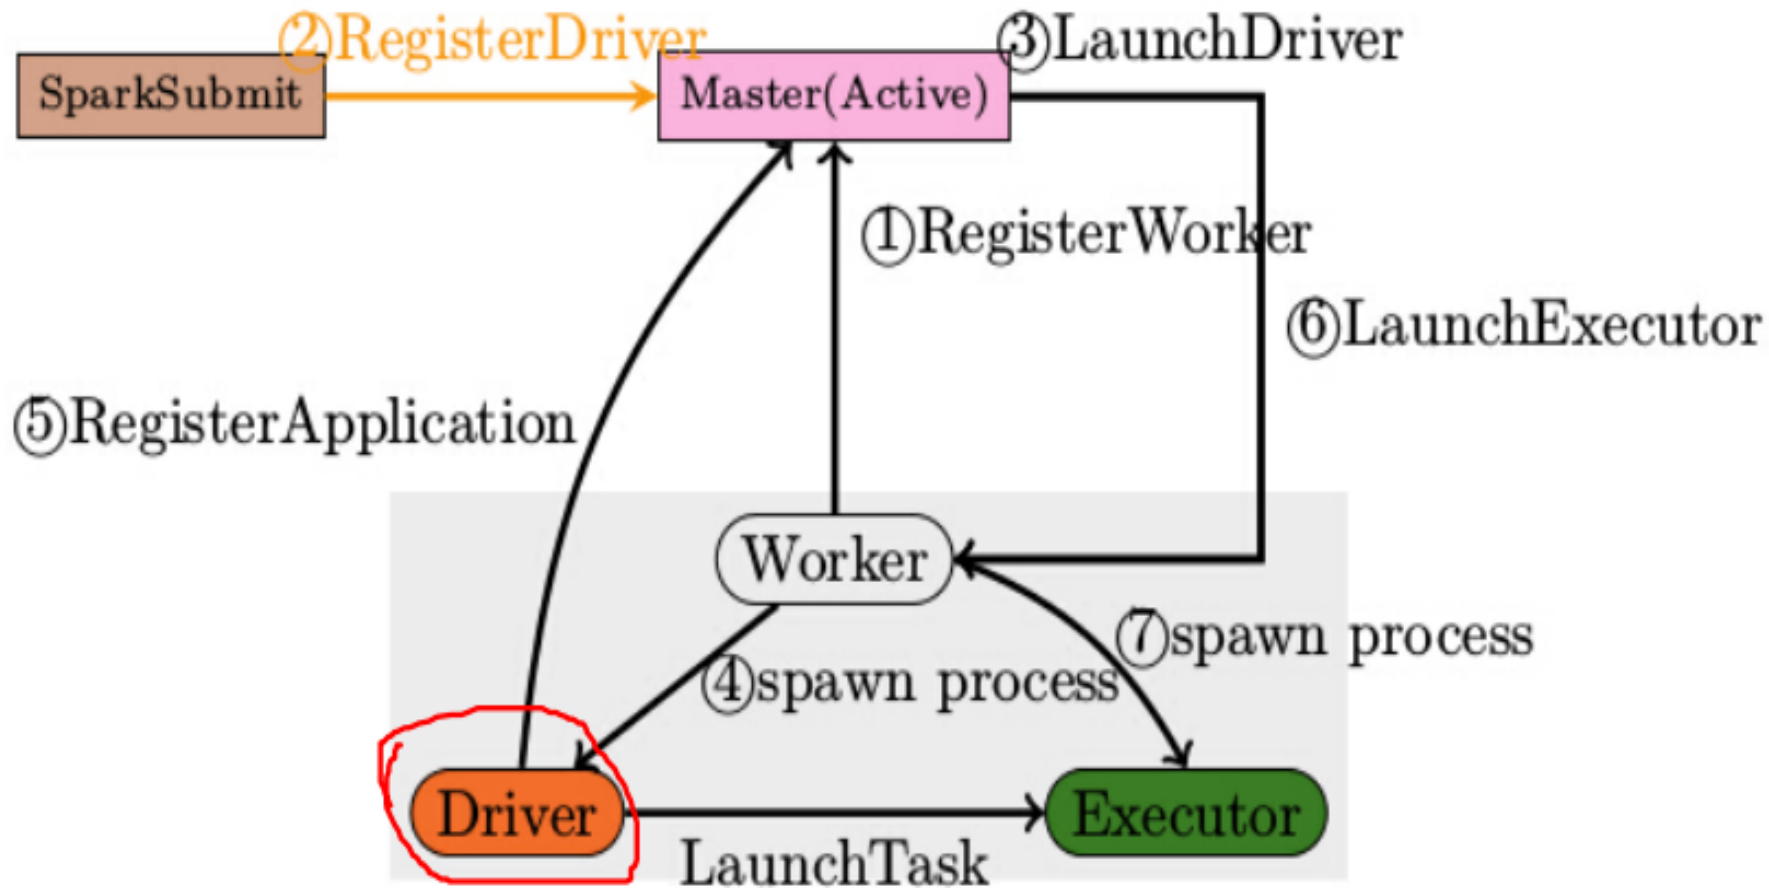 ②RegisterDriver
③LaunchDriver
SparkSubmit
Master(Active)
①RegisterWorker
⑥LaunchExecutor
⑤RegisterApplication
Worker
⑦spawn process
④spawn process
Driver
Executor
LaunchTask